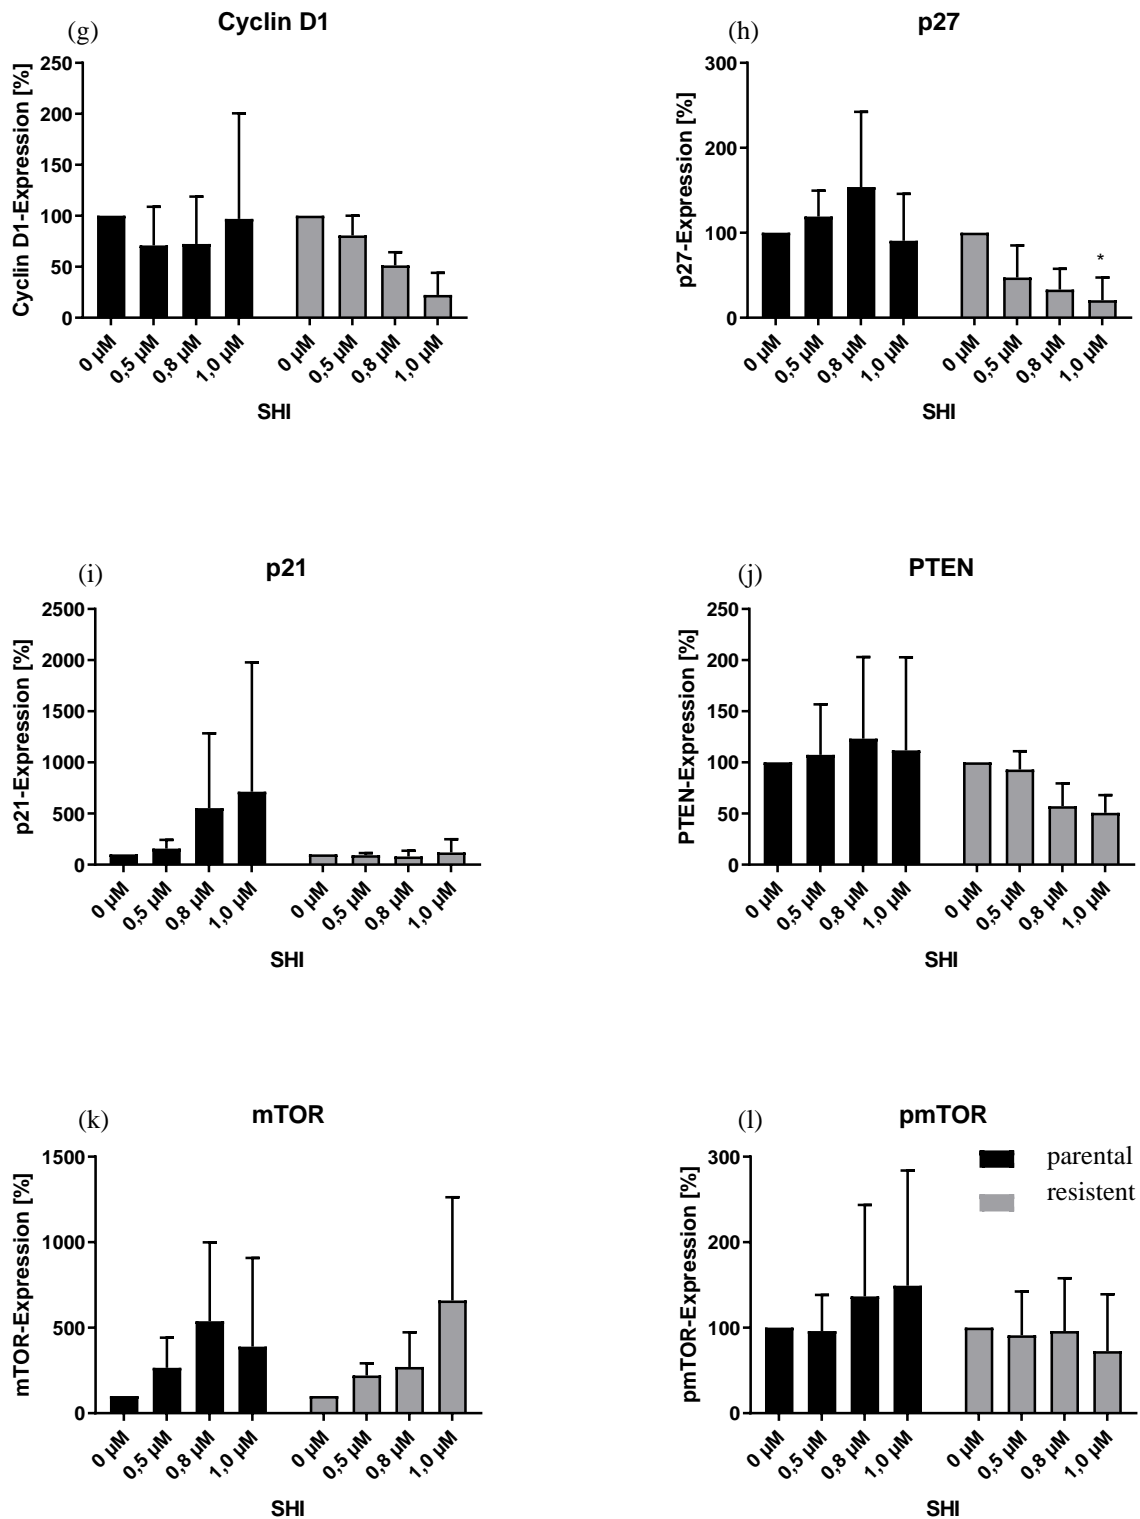 (g)
Cyclin D1
Cyclin D1-Expression [%]
250
200
150
100
50
0
0 µM
0,5 µM
0,8 µM
1,0 µM
0 µM
0,5 µM
0,8 µM
1,0 µM
SHI
(h)
p27
p27-Expression [%]
300
200
100
0
*
0 µM
0,5 µM
0,8 µM
1,0 µM
0 µM
0,5 µM
0,8 µM
1,0 µM
SHI
(i)
p21
p21-Expression [%]
2500
2000
1500
1000
500
0
0 µM
0,5 µM
0,8 µM
1,0 µM
0 µM
0,5 µM
0,8 µM
1,0 µM
SHI
(j)
PTEN
PTEN-Expression [%]
250
200
150
100
50
0
0 µM
0,5 µM
0,8 µM
1,0 µM
0 µM
0,5 µM
0,8 µM
1,0 µM
SHI
(k)
mTOR
mTOR-Expression [%]
1500
1000
500
0
0 µM
0,5 µM
0,8 µM
1,0 µM
0 µM
0,5 µM
0,8 µM
1,0 µM
SHI
(l)
pmTOR
parental
resistent
pmTOR-Expression [%]
300
200
100
0
0 µM
0,5 µM
0,8 µM
1,0 µM
0 µM
0,5 µM
0,8 µM
1,0 µM
SHI